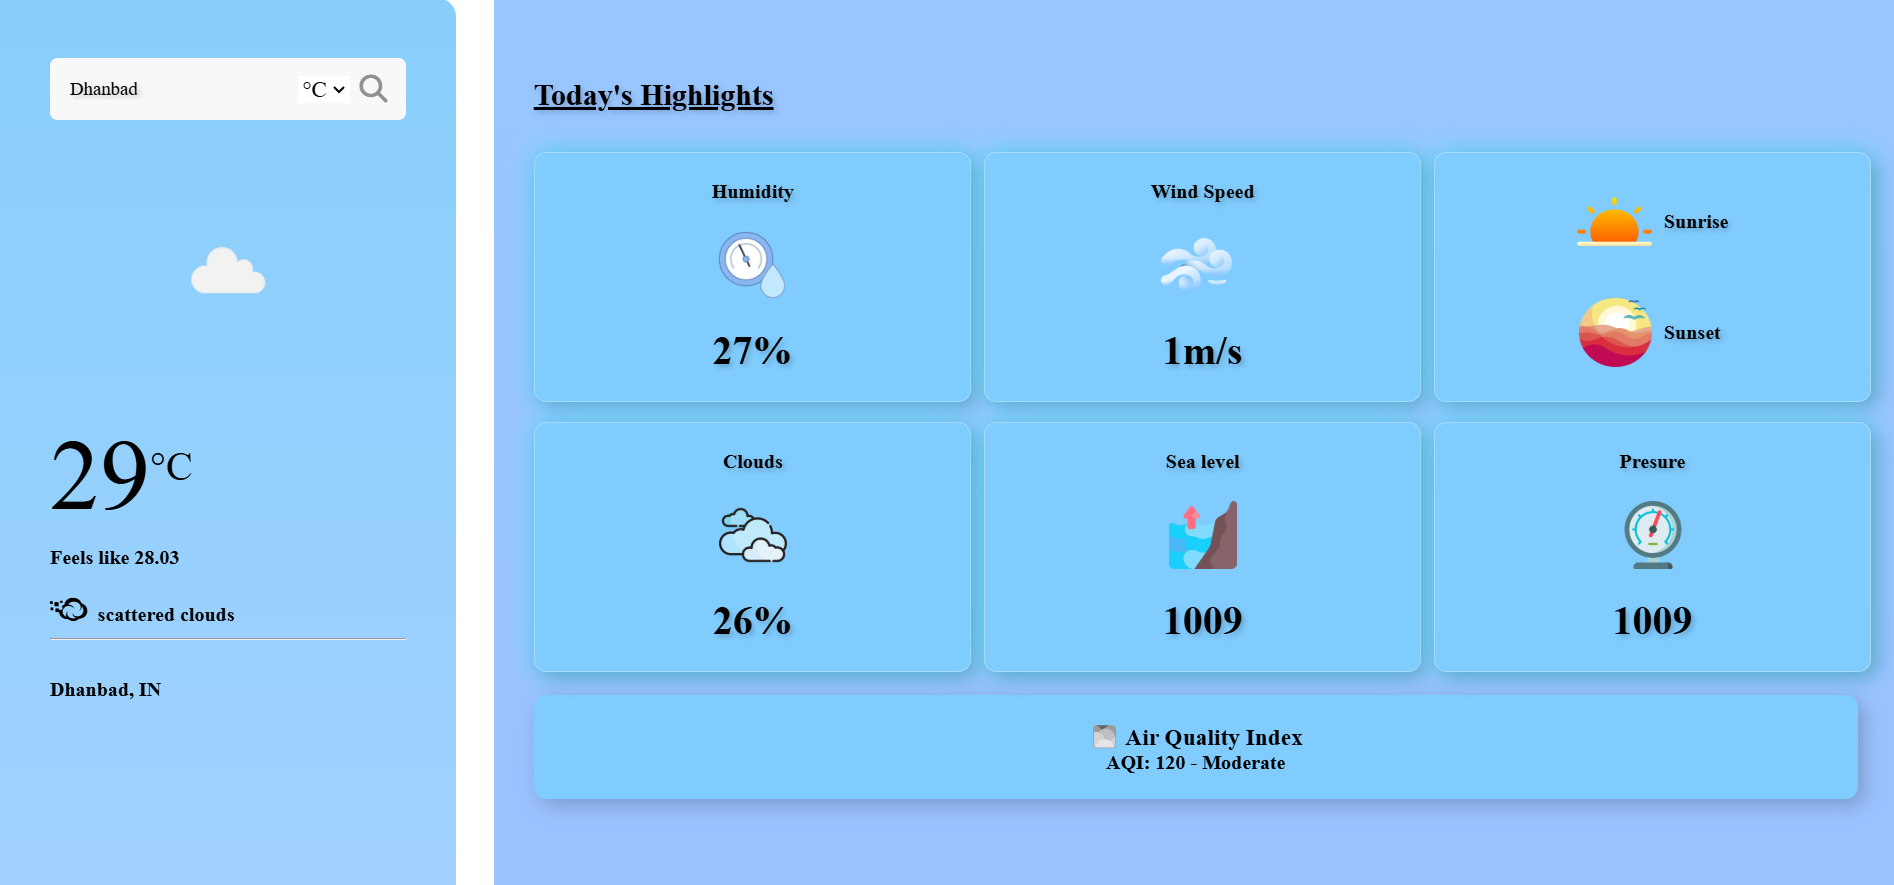 Dhanbad
°C
29°C
Feels like 28.03
scattered clouds
Dhanbad, IN
Today's Highlights
Humidity
27%
Wind Speed
1m/s
Sunrise
Sunset
Clouds
26%
Sea level
1009
Presure
1009
Air Quality Index
AQI: 120 - Moderate